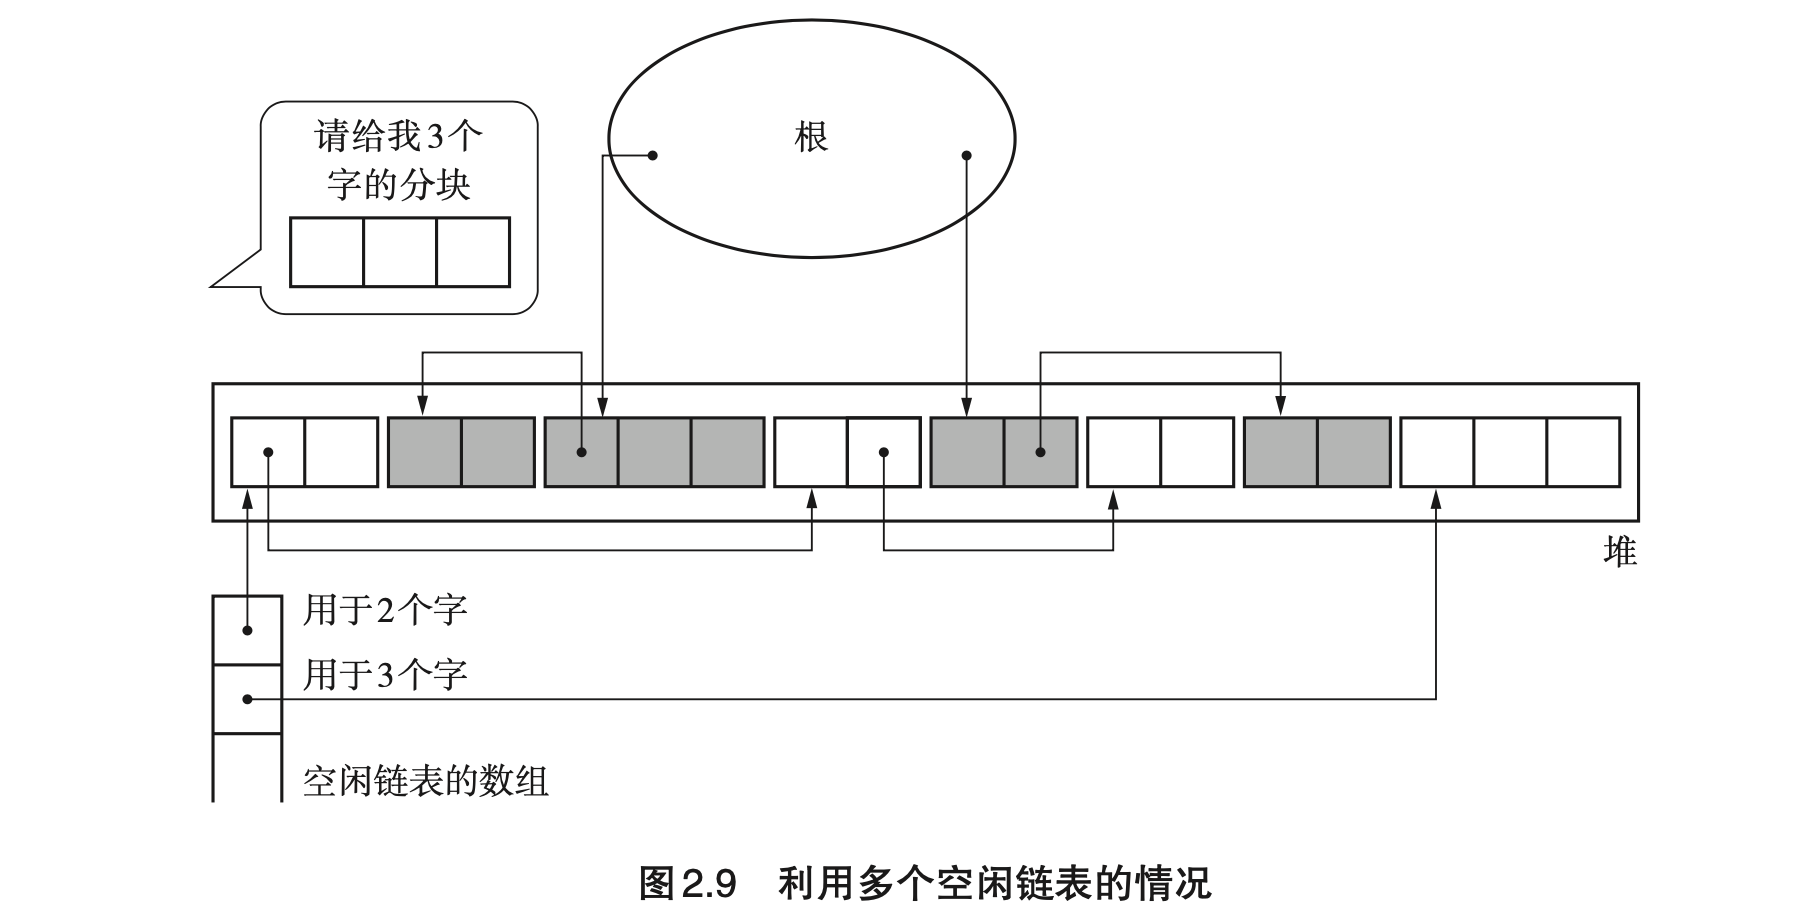 根
请给我3个
字的分块
堆
用于2个字
用于3个字
空闲链表的数组
图2.9 利用多个空闲链表的情况